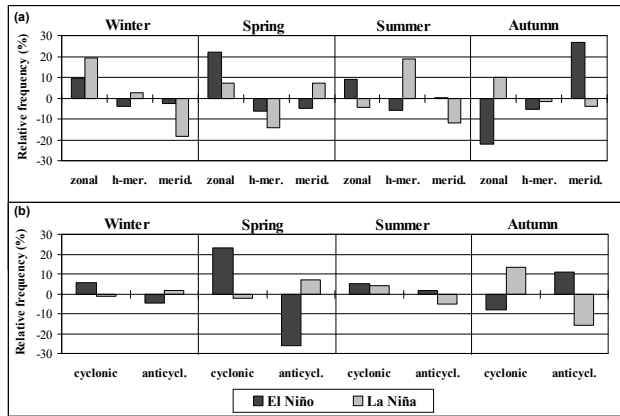 (a)
Winter Spring Summer Autumn
Relative frequency (%)
30
20
10
0
-10
-20
-30
zonal h-mer. merid. zonal h-mer. merid. zonal h-mer. merid. zonal h-mer. merid.
(b)
Winter Spring Summer Autumn
Relative frequency (%)
30
20
10
0
-10
-20
-30
cyclonic anticycl. cyclonic anticycl. cyclonic anticycl. cyclonic anticycl.
El Niño La Niña